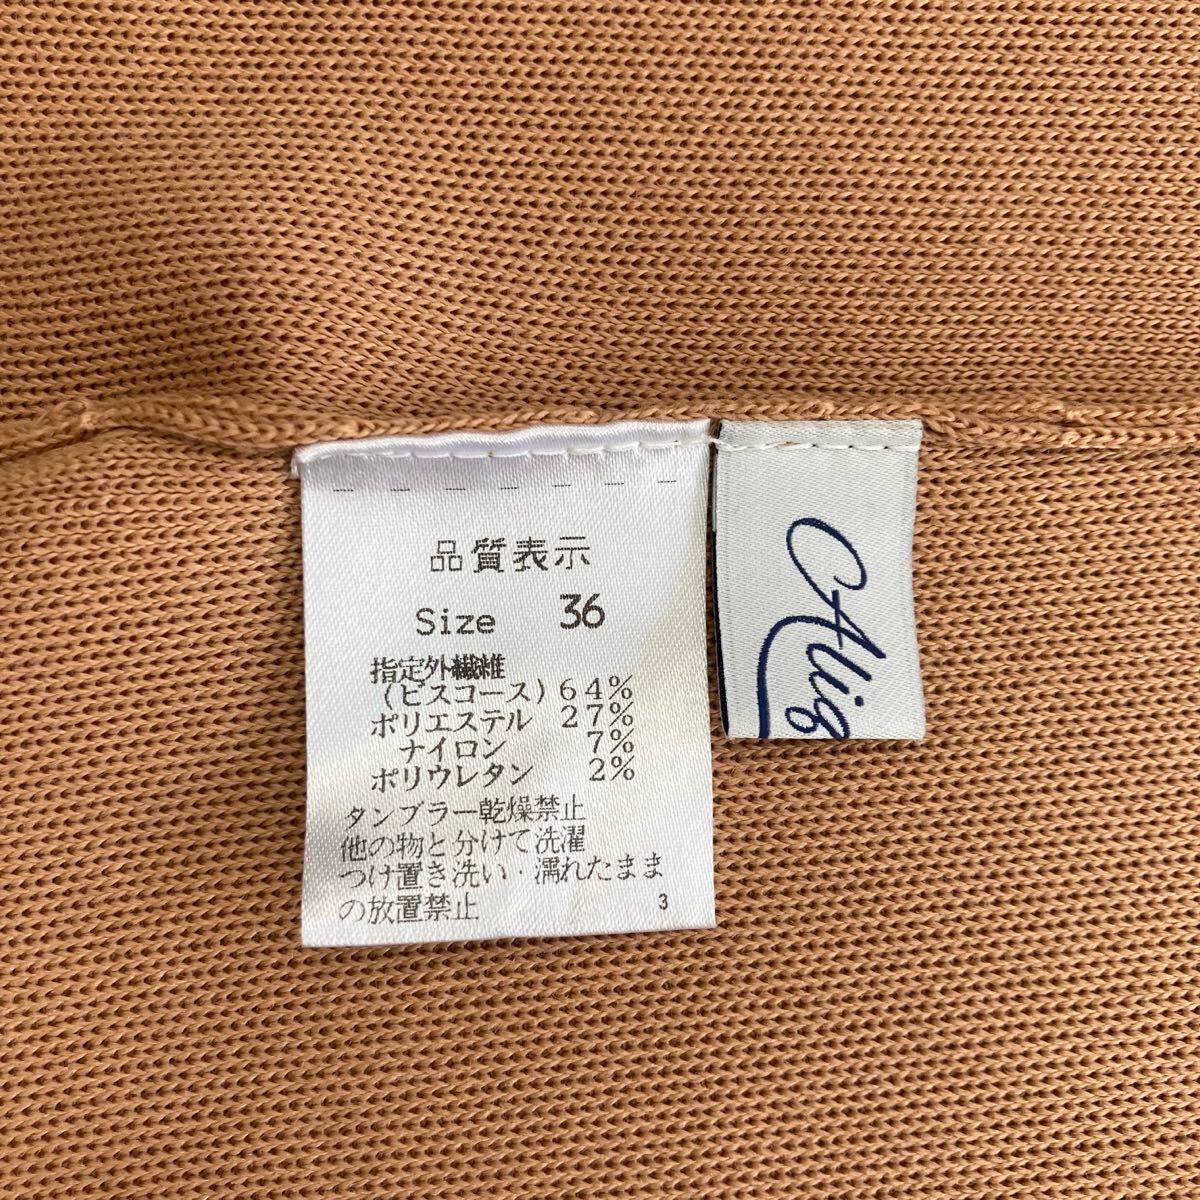 品質表示
Size 36
指定外繊維
(ビスコース) 64%
ポリエステル 27%
ナイロン 7%
ポリウレタン 2%
タンブラー乾燥禁止
他の物と分けて洗濯
つけ置き洗い・濡れたまま
の放置禁止
3
Alig